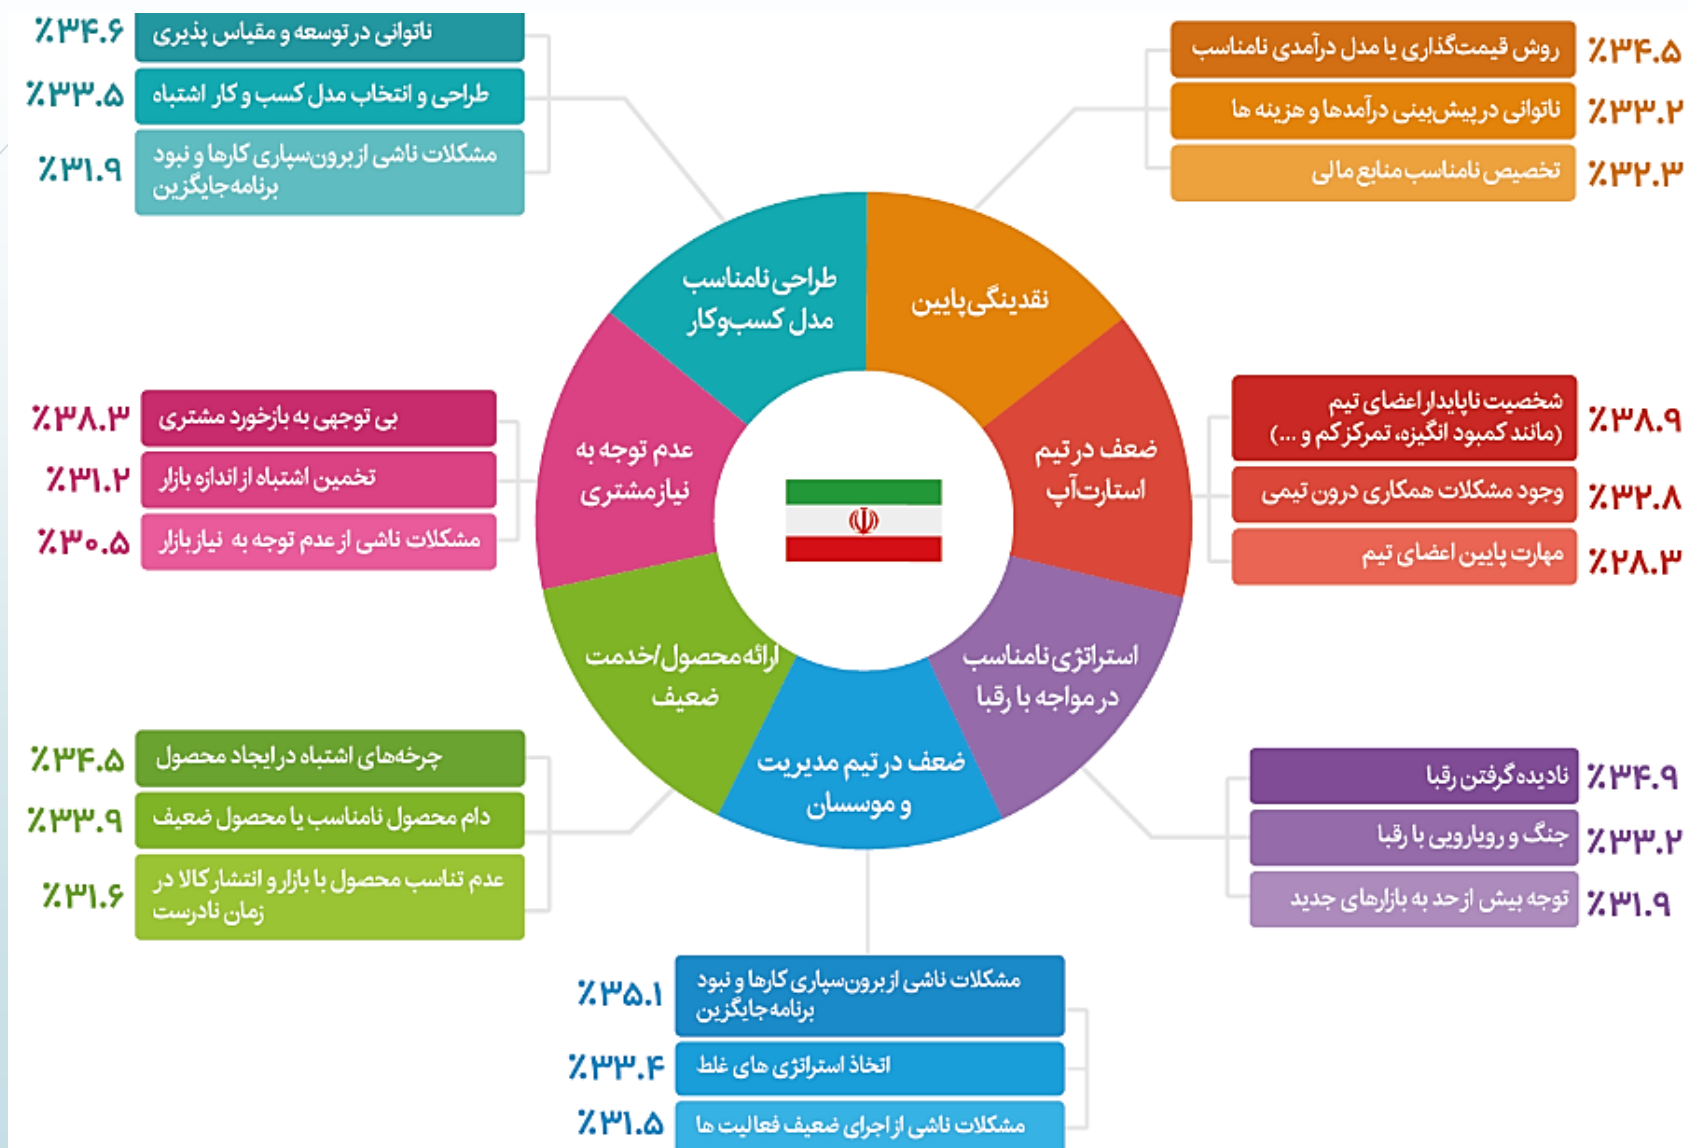 ٪۳۴.۵
روش قیمت‌گذاری یا مدل درآمدی نامناسب
٪۳۳.۲
ناتوانی در پیش‌بینی درآمدها و هزینه ها
٪۳۲.۳
تخصیص نامناسب منابع مالی
ناتوانی در توسعه و مقیاس پذیری
٪۳۴.۶
طراحی و انتخاب مدل کسب و کار اشتباه
٪۳۳.۵
مشکلات ناشی از برون‌سپاری کارها و نبود
برنامه جایگزین
٪۳۱.۹
نقدینگی پایین
طراحی نامناسب
مدل کسب‌وکار
ضعف در تیم
استارت‌آپ
عدم توجه به
نیاز مشتری
استراتژی نامناسب
در مواجه با رقبا
ارائه محصول/خدمت
ضعیف
ضعف در تیم مدیریت
و موسسان
٪۳۸.۹
شخصیت ناپایدار اعضای تیم
(مانند کمبود انگیزه، تمرکز کم و ...)
٪۳۲.۸
وجود مشکلات همکاری درون تیمی
٪۲۸.۳
مهارت پایین اعضای تیم
بی توجهی به بازخورد مشتری
٪۳۸.۳
تخمین اشتباه از اندازه بازار
٪۳۱.۲
مشکلات ناشی از عدم توجه به نیاز بازار
٪۳۰.۵
٪۳۴.۹
نادیده گرفتن رقبا
٪۳۳.۲
جنگ و رویارویی با رقبا
٪۳۱.۹
توجه بیش از حد به بازارهای جدید
چرخه‌های اشتباه در ایجاد محصول
٪۳۴.۵
دام محصول نامناسب یا محصول ضعیف
٪۳۳.۹
عدم تناسب محصول با بازار و انتشار کالا در
زمان نادرست
٪۳۱.۶
مشکلات ناشی از برون‌سپاری کارها و نبود
برنامه جایگزین
٪۳۵.۱
اتخاذ استراتژی های غلط
٪۳۳.۴
مشکلات ناشی از اجرای ضعیف فعالیت ها
٪۳۱.۵